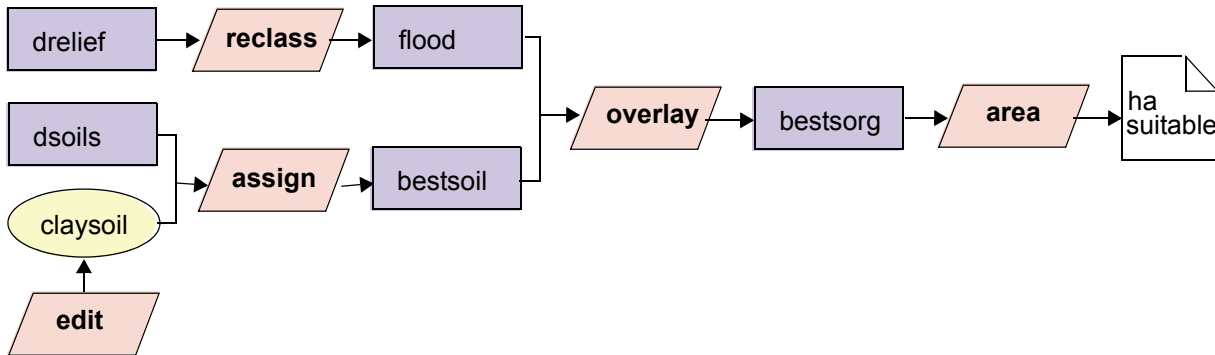 drelief
reclass
flood
dsoils
assign
bestsoil
claysoil
edit
overlay
bestsorg
area
ha
suitable